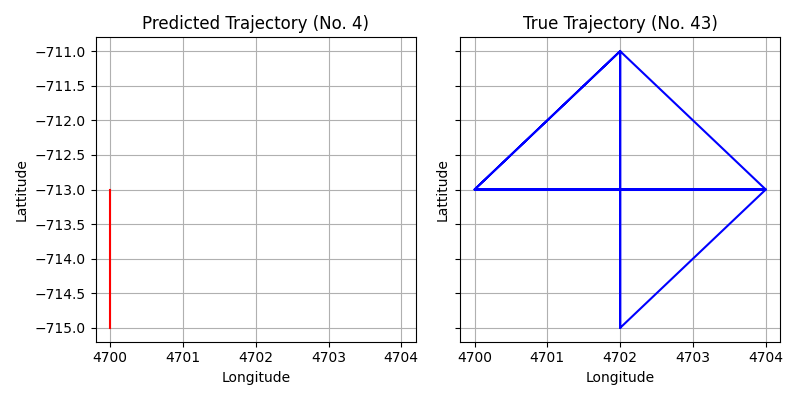 Predicted Trajectory (No. 4)
−711.0
−711.5
−712.0
−712.5
−713.0
−713.5
−714.0
−714.5
−715.0
Lattitude
4700 4701 4702 4703 4704
Longitude
True Trajectory (No. 43)
Lattitude
4700 4701 4702 4703 4704
Longitude